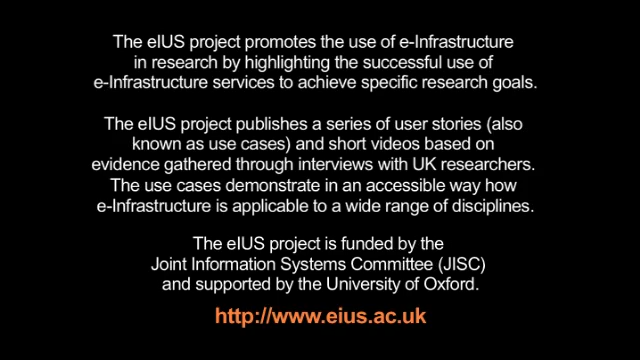 The eIUS project promotes the use of e-Infrastructure
in research by highlighting the successful use of
e-Infrastructure services to achieve specific research goals.
The eIUS project publishes a series of user stories (also
known as use cases) and short videos based on
evidence gathered through interviews with UK researchers.
The use cases demonstrate in an accessible way how
e-Infrastructure is applicable to a wide range of disciplines.
The eIUS project is funded by the
Joint Information Systems Committee (JISC)
and supported by the University of Oxford.
http://www.eius.ac.uk